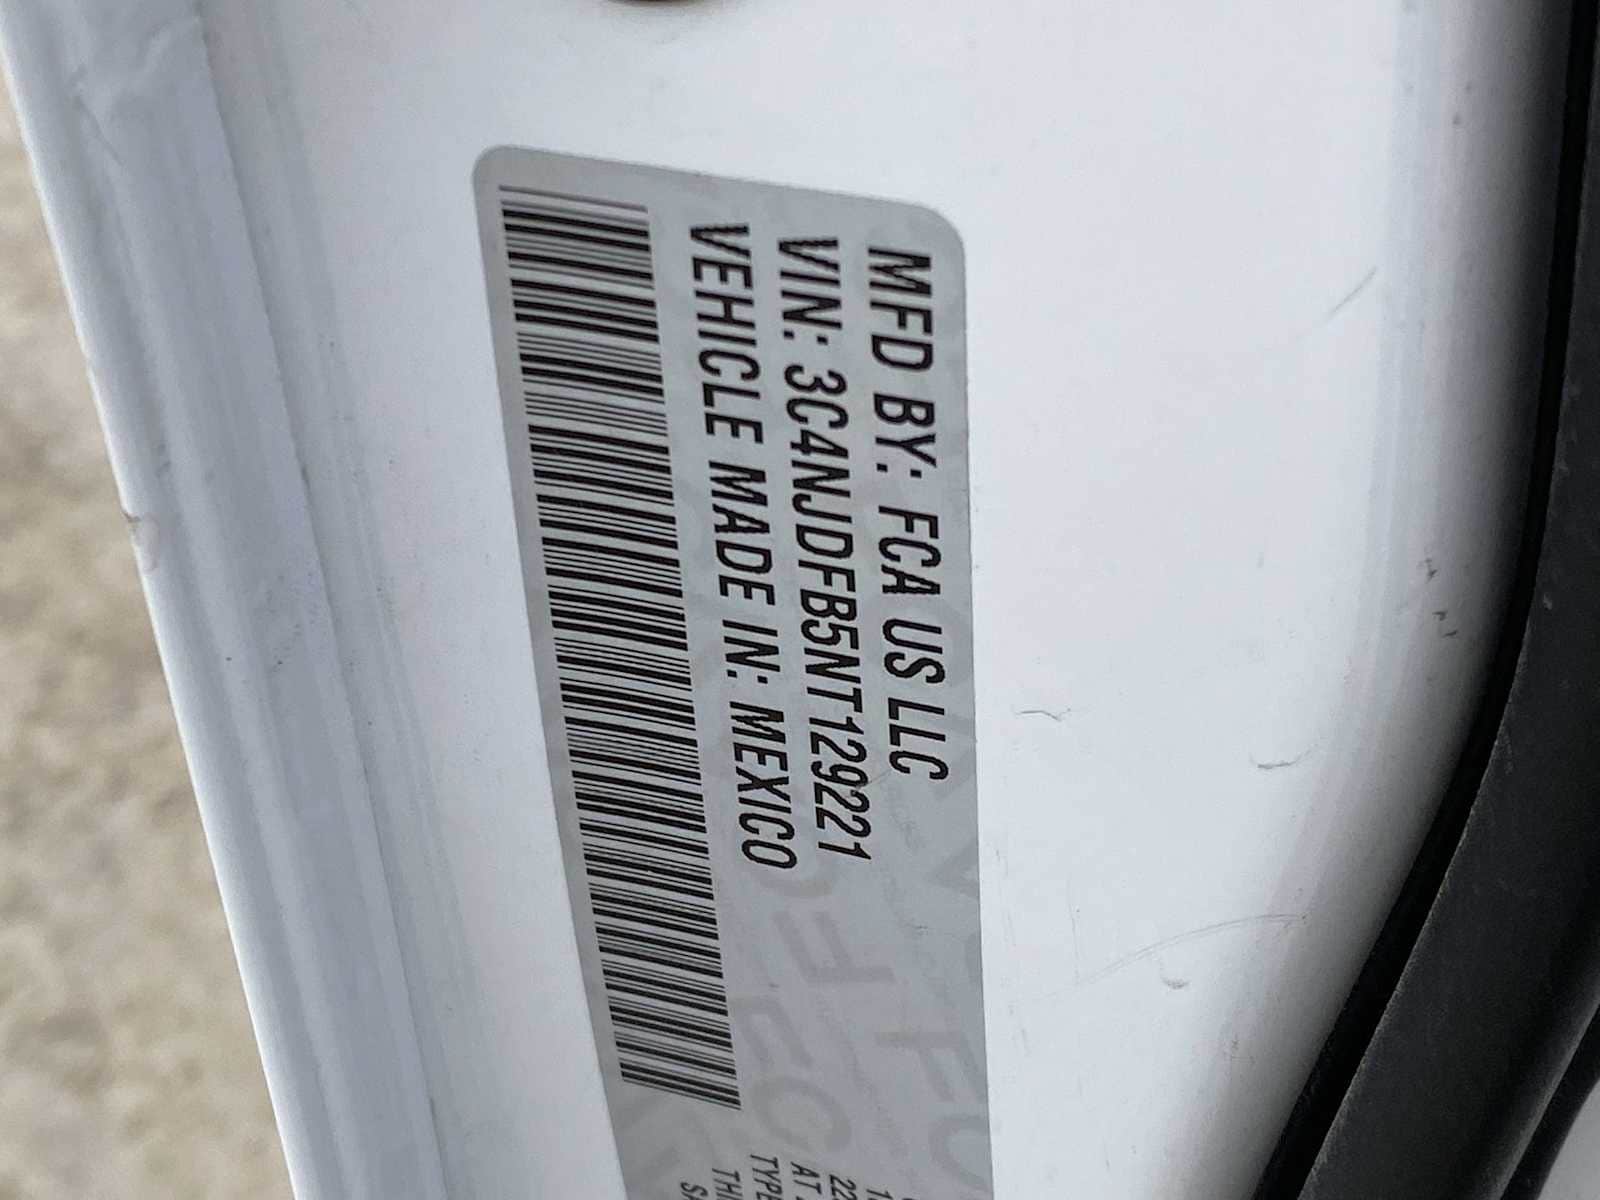 MFD BY: FCA US LLC
VIN: 3C4NJDFB5NT129221
VEHICLE MADE IN: MEXICO